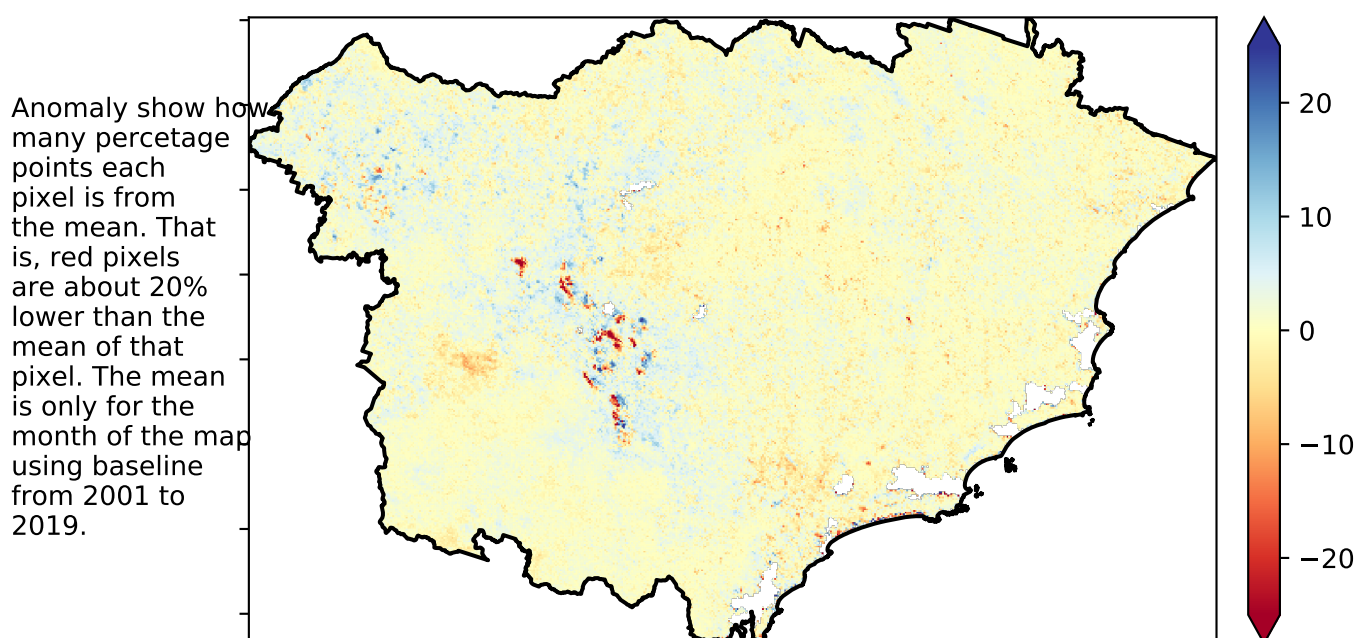 Anomaly show how
many percetage
points each
pixel is from
the mean. That
is, red pixels
are about 20%
lower than the
mean of that
pixel. The mean
is only for the
month of the map
using baseline
from 2001 to
2019.
20
10
0
−10
−20